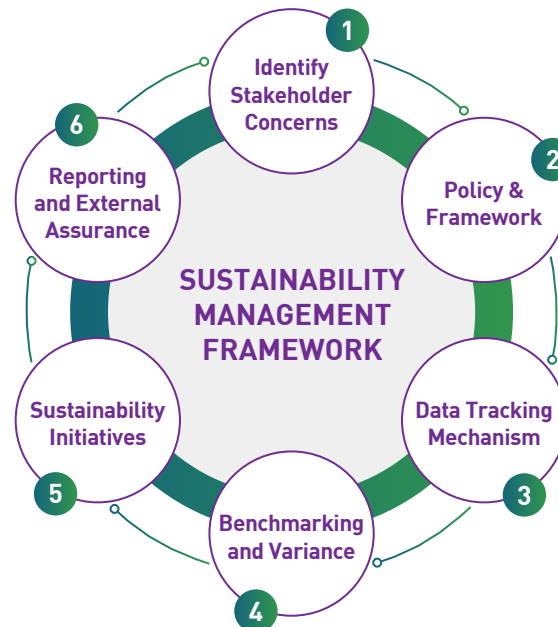 1
Identify
Stakeholder
Concerns
2
Policy &
Framework
3
Data Tracking
Mechanism
4
Benchmarking
and Variance
5
Sustainability
Initiatives
6
Reporting
and External
Assurance
SUSTAINABILITY
MANAGEMENT
FRAMEWORK